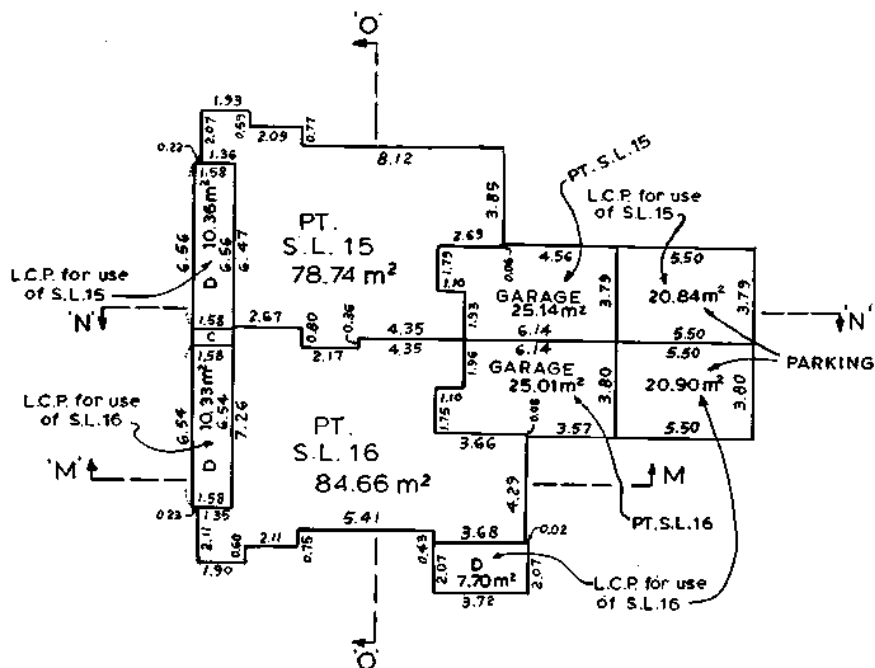 'O'
1.93
2.07
0.59
2.09
0.77
0.22
1.36
8.12
PT. S.L. 15
1.58
10.36m²
6.56
6.56
6.47
D
3.85
L.C.P. for use
of S.L.15
PT.
S.L. 15
78.74 m²
2.69
0.06
4.56
5.50
1.79
1.10
1.93
GARAGE
25.14m²
3.79
20.84m²
3.79
L.C.P. for use
of S.L.15
'N'
'N'
1.58
C
1.58
2.67
0.80
0.36
2.17
4.35
4.35
6.14
6.14
5.50
5.50
PARKING
1.96
GARAGE
25.01m²
3.80
20.90m²
3.80
1.10
1.75
0.08
10.33m²
6.54
6.54
7.26
D
L.C.P. for use
of S.L.16
PT.
S.L. 16
84.66 m²
3.66
3.57
5.50
'M'
M
4.29
1.58
0.23
1.35
2.11
0.60
2.11
0.75
5.41
0.43
3.68
0.02
PT.S.L.16
1.90
2.07
D
7.70m²
2.07
3.72
L.C.P. for use
of S.L.16
'O'